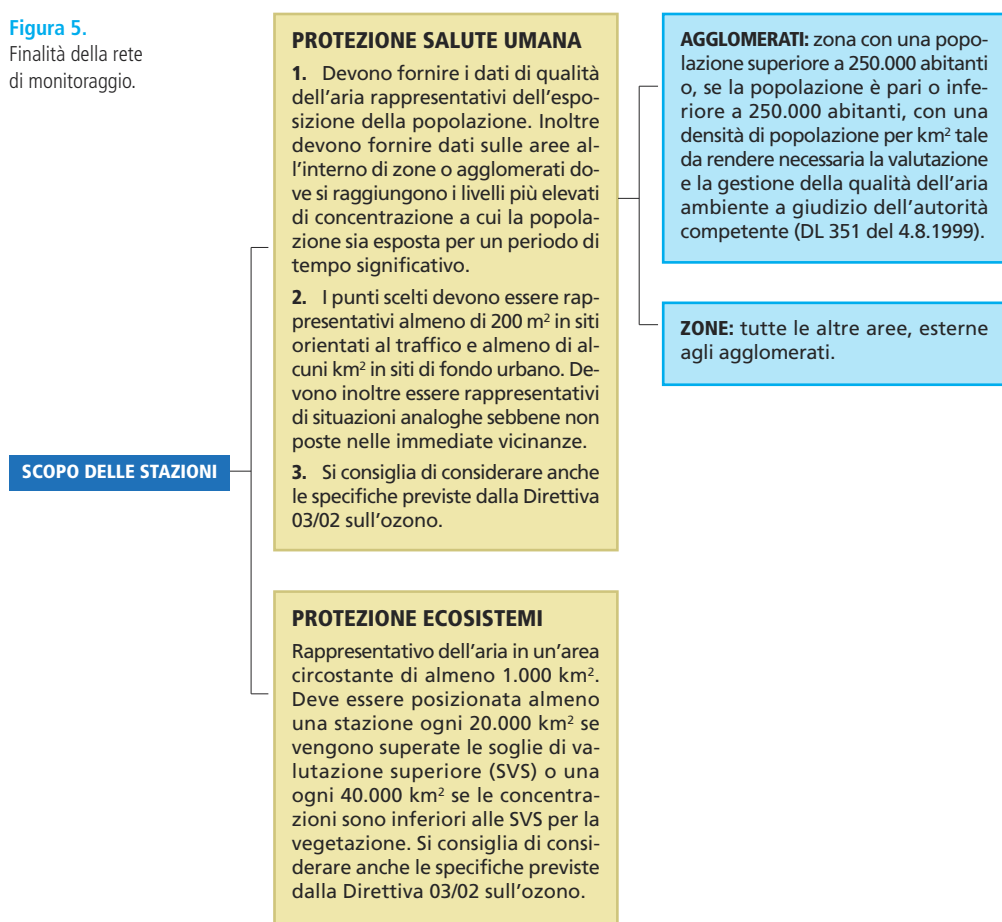 Figura 5.
Finalità della rete
di monitoraggio.
PROTEZIONE SALUTE UMANA
1. Devono fornire i dati di qualità
dell'aria rappresentativi dell'espo-
sizione della popolazione. Inoltre
devono fornire dati sulle aree al-
l'interno di zone o agglomerati do-
ve si raggiungono i livelli più elevati
di concentrazione a cui la popola-
zione sia esposta per un periodo di
tempo significativo.
2. I punti scelti devono essere rap-
presentativi almeno di 200 m² in siti
orientati al traffico e almeno di al-
cuni km² in siti di fondo urbano. De-
vono inoltre essere rappresentativi
di situazioni analoghe sebbene non
poste nelle immediate vicinanze.
3. Si consiglia di considerare anche
le specifiche previste dalla Direttiva
03/02 sull'ozono.
AGGLOMERATI: zona con una popo-
lazione superiore a 250.000 abitanti
o, se la popolazione è pari o infe-
riore a 250.000 abitanti, con una
densità di popolazione per km² tale
da rendere necessaria la valutazione
e la gestione della qualità dell'aria
ambiente a giudizio dell'autorità
competente (DL 351 del 4.8.1999).
ZONE: tutte le altre aree, esterne
agli agglomerati.
SCOPO DELLE STAZIONI
PROTEZIONE ECOSISTEMI
Rappresentativo dell'aria in un'area
circostante di almeno 1.000 km².
Deve essere posizionata almeno
una stazione ogni 20.000 km² se
vengono superate le soglie di va-
lutazione superiore (SVS) o una
ogni 40.000 km² se le concentra-
zioni sono inferiori alle SVS per la
vegetazione. Si consiglia di consi-
derare anche le specifiche previste
dalla Direttiva 03/02 sull'ozono.